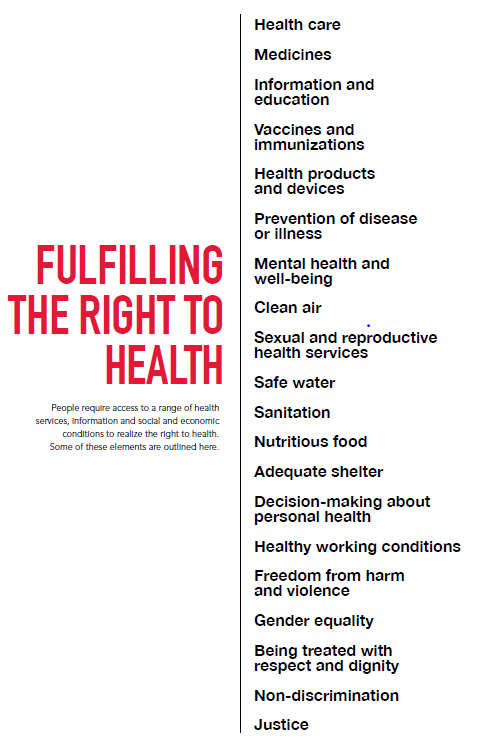 FULFILLING
THE RIGHT TO
HEALTH
People require access to a range of health
services, information and social and economic
conditions to realize the right to health.
Some of these elements are outlined here.
Health care
Medicines
Information and
education
Vaccines and
immunizations
Health products
and devices
Prevention of disease
or illness
Mental health and
well-being
Clean air
Sexual and reproductive
health services
Safe water
Sanitation
Nutritious food
Adequate shelter
Decision-making about
personal health
Healthy working conditions
Freedom from harm
and violence
Gender equality
Being treated with
respect and dignity
Non-discrimination
Justice